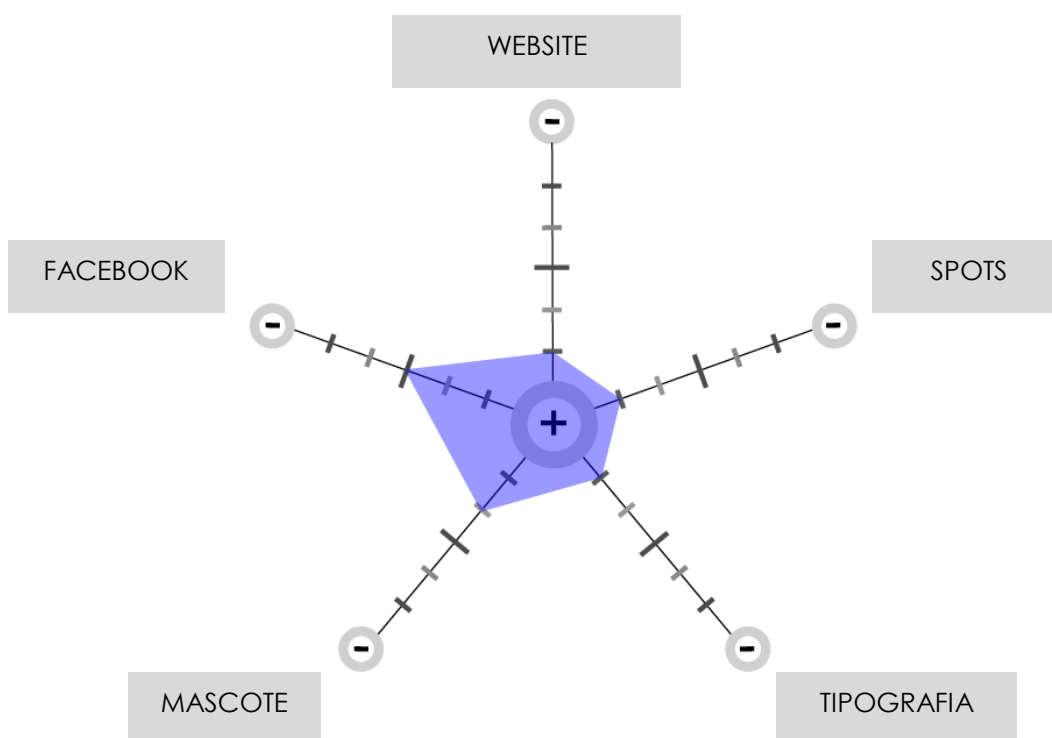 WEBSITE
-
FACEBOOK
SPOTS
-
-
+
-
-
MASCOTE
TIPOGRAFIA